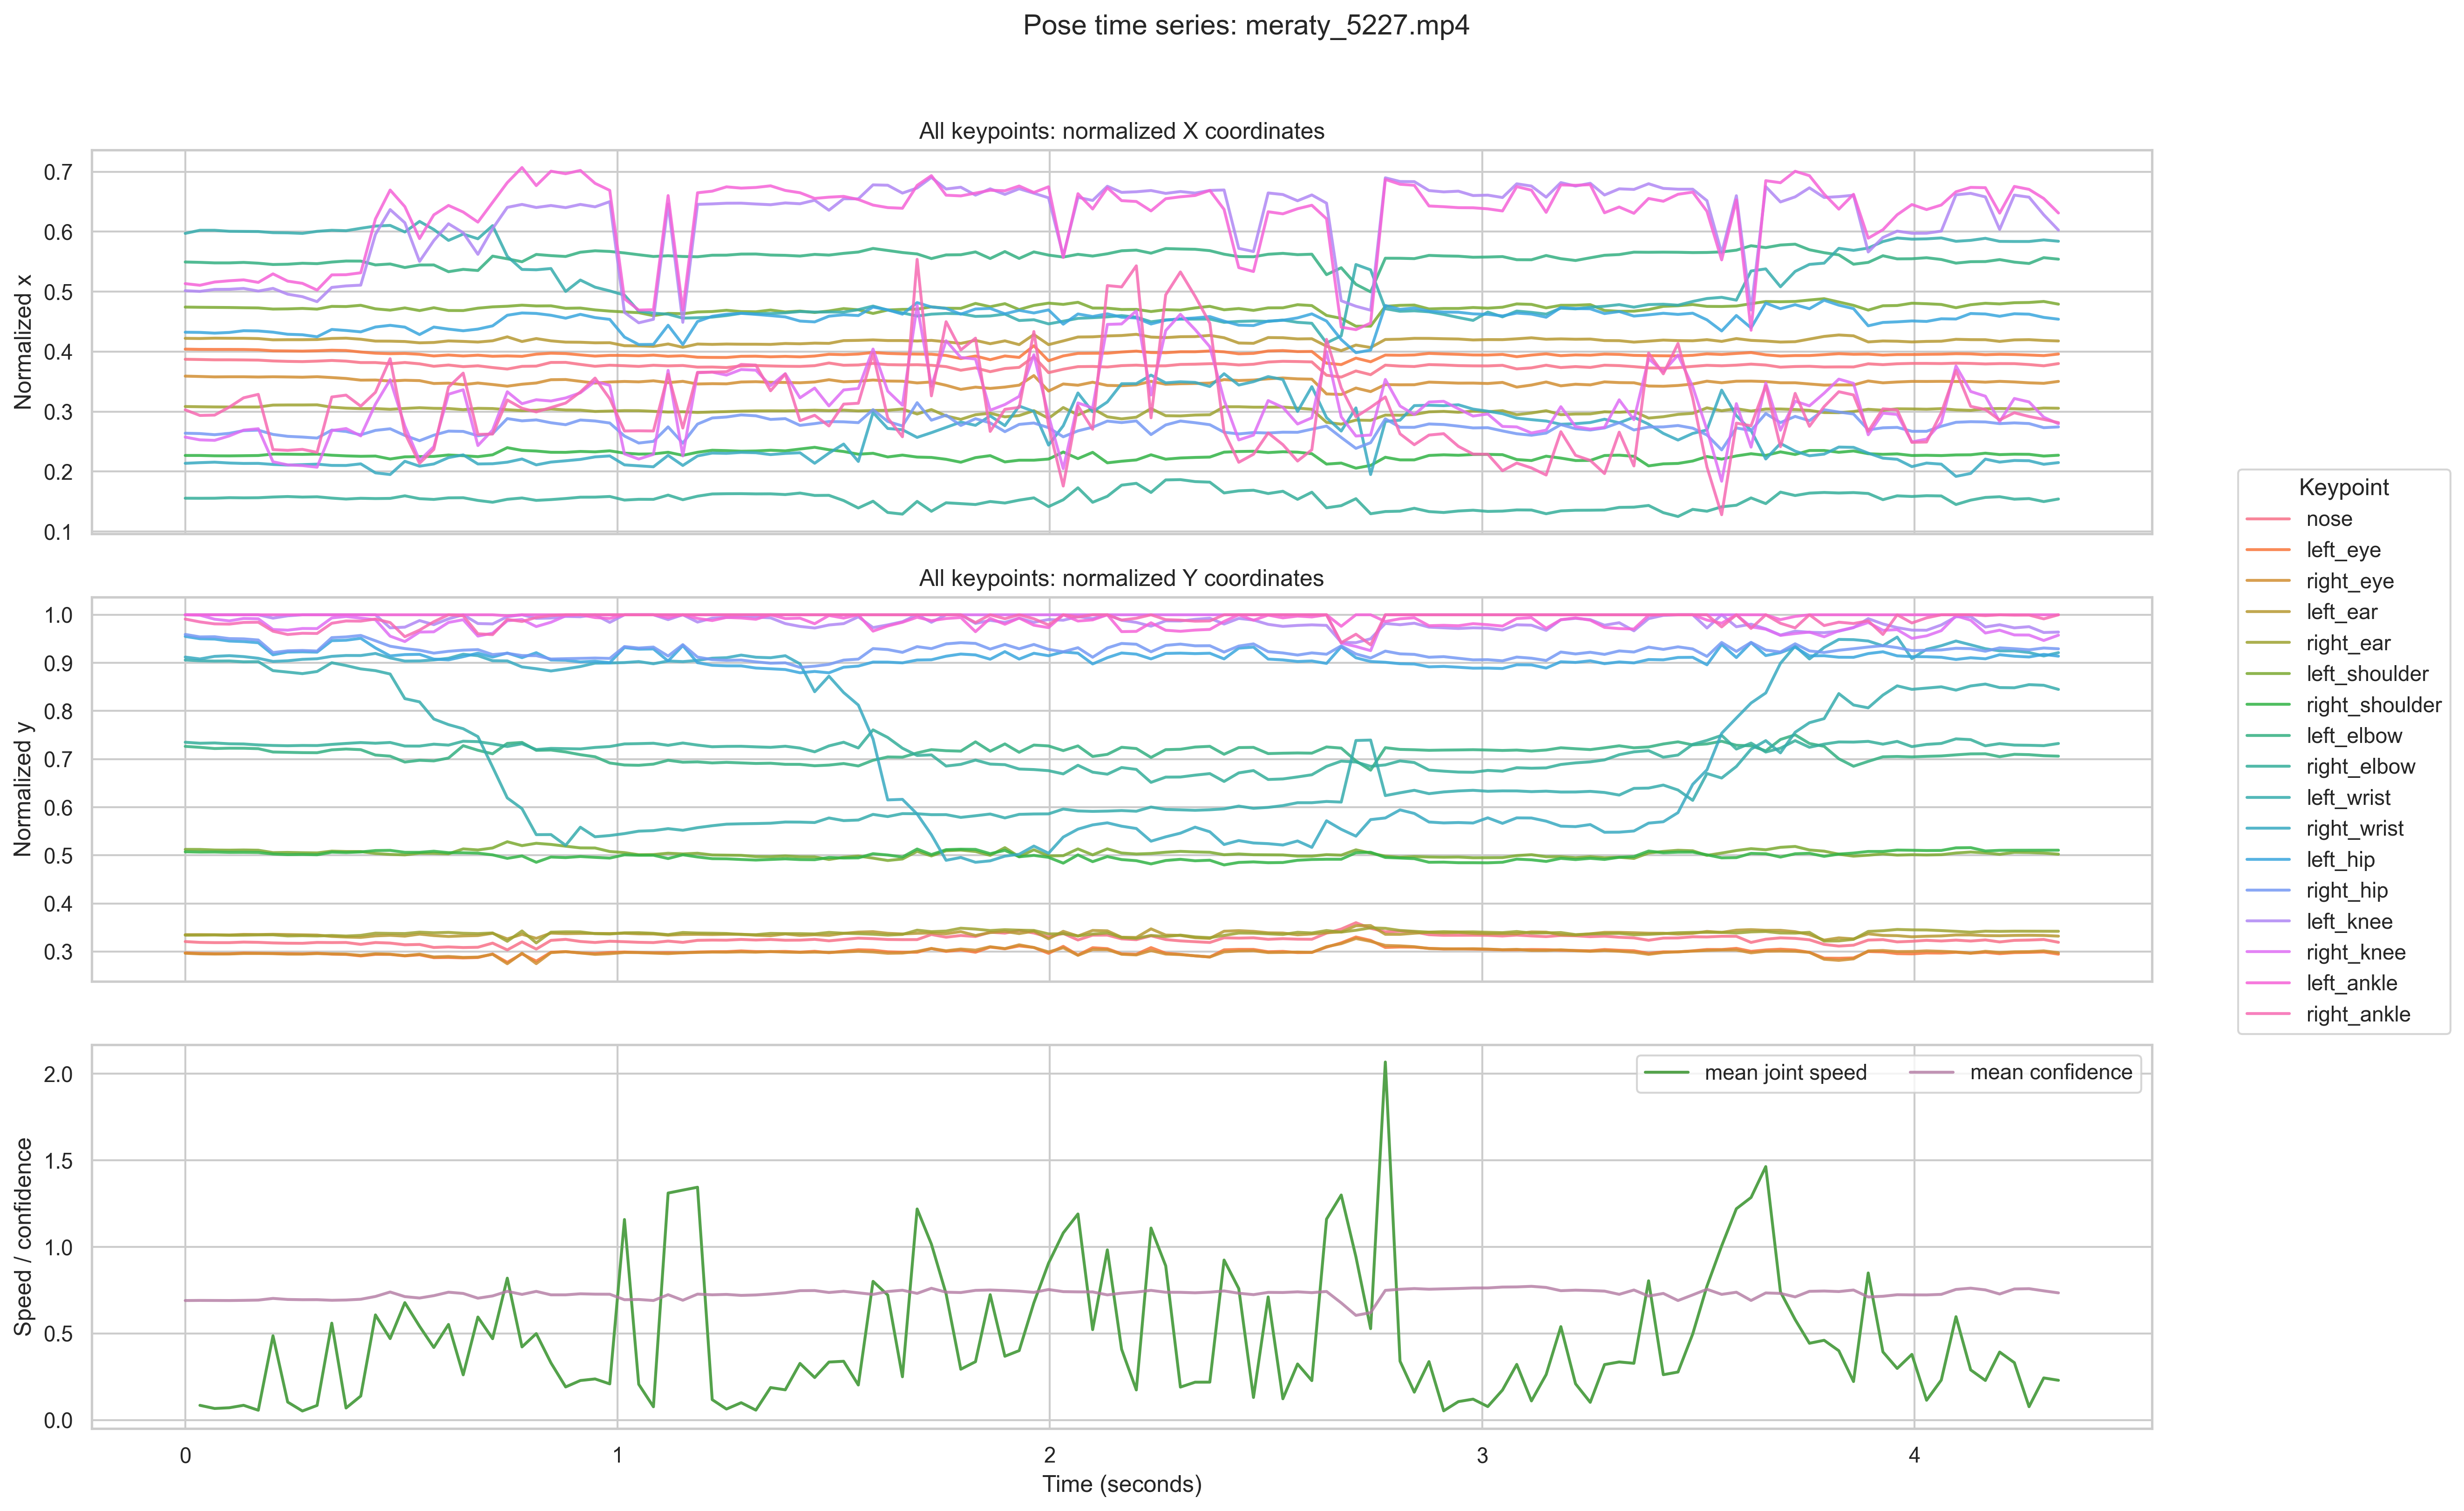 Pose time series: meraty_5227.mp4
All keypoints: normalized X coordinates
Normalized x
0.7
0.6
0.5
0.4
0.3
0.2
0.1
All keypoints: normalized Y coordinates
Normalized y
1.0
0.9
0.8
0.7
0.6
0.5
0.4
0.3
Keypoint
nose
left_eye
right_eye
left_ear
right_ear
left_shoulder
right_shoulder
left_elbow
right_elbow
left_wrist
right_wrist
left_hip
right_hip
left_knee
right_knee
left_ankle
right_ankle
Speed / confidence
2.0
1.5
1.0
0.5
0.0
mean joint speed mean confidence
0 1 2 3 4
Time (seconds)